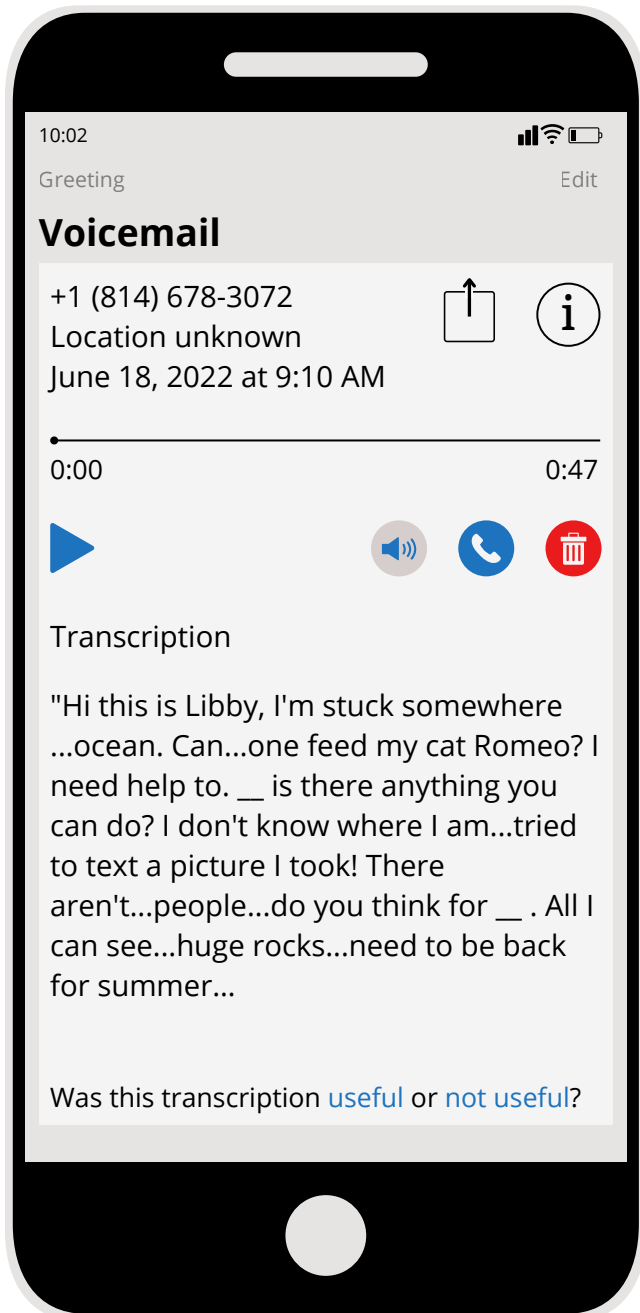 10:02
Greeting Edit
Voicemail
+1 (814) 678-3072
Location unknown
June 18, 2022 at 9:10 AM
0:00 0:47
Transcription
"Hi this is Libby, I'm stuck somewhere
...ocean. Can...one feed my cat Romeo? I
need help to. __ is there anything you
can do? I don't know where I am...tried
to text a picture I took! There
aren't...people...do you think for __ . All I
can see...huge rocks...need to be back
for summer...
Was this transcription useful or not useful?